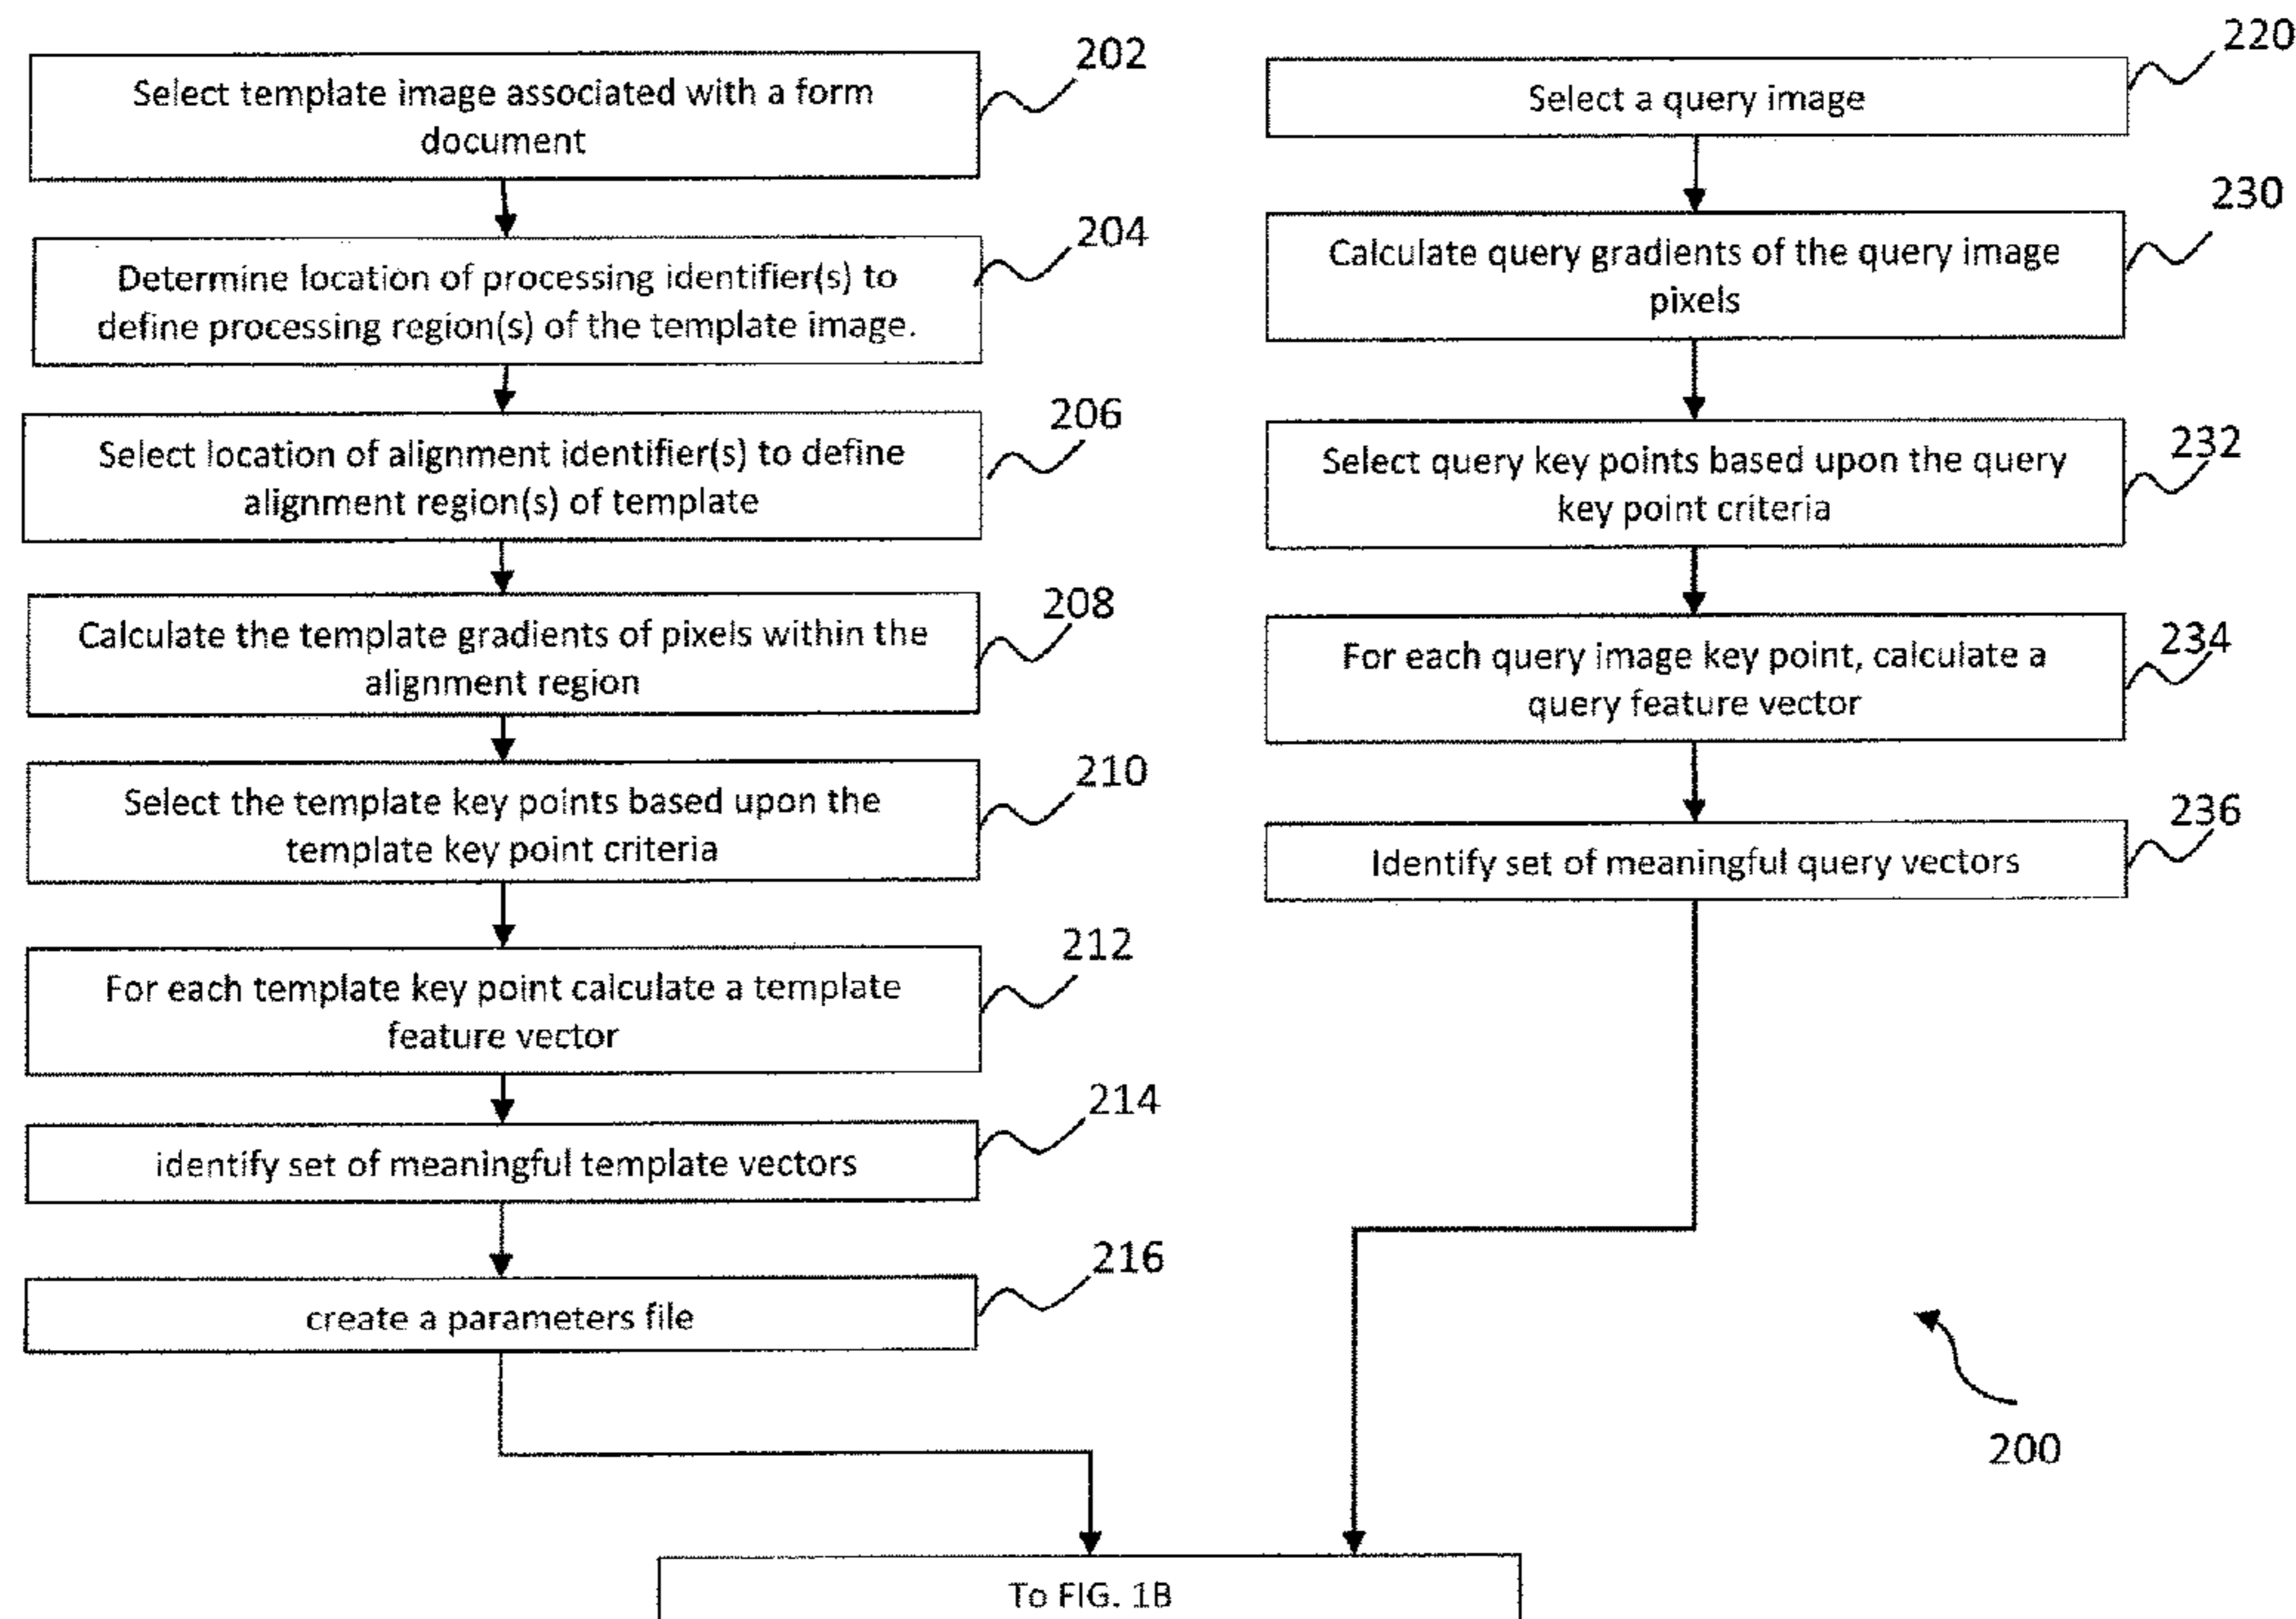 202
Select template image associated with a form
document
204
Determine location of processing identifier(s) to
define processing region(s) of the template image.
206
Select location of alignment identifier(s) to define
alignment region(s) of template
208
Calculate the template gradients of pixels within the
alignment region
210
Select the template key points based upon the
template key point criteria
212
For each template key point calculate a template
feature vector
214
identify set of meaningful template vectors
216
create a parameters file
220
Select a query image
230
Calculate query gradients of the query image
pixels
232
Select query key points based upon the query
key point criteria
234
For each query image key point, calculate a
query feature vector
236
Identify set of meaningful query vectors
200
To FIG. 1B